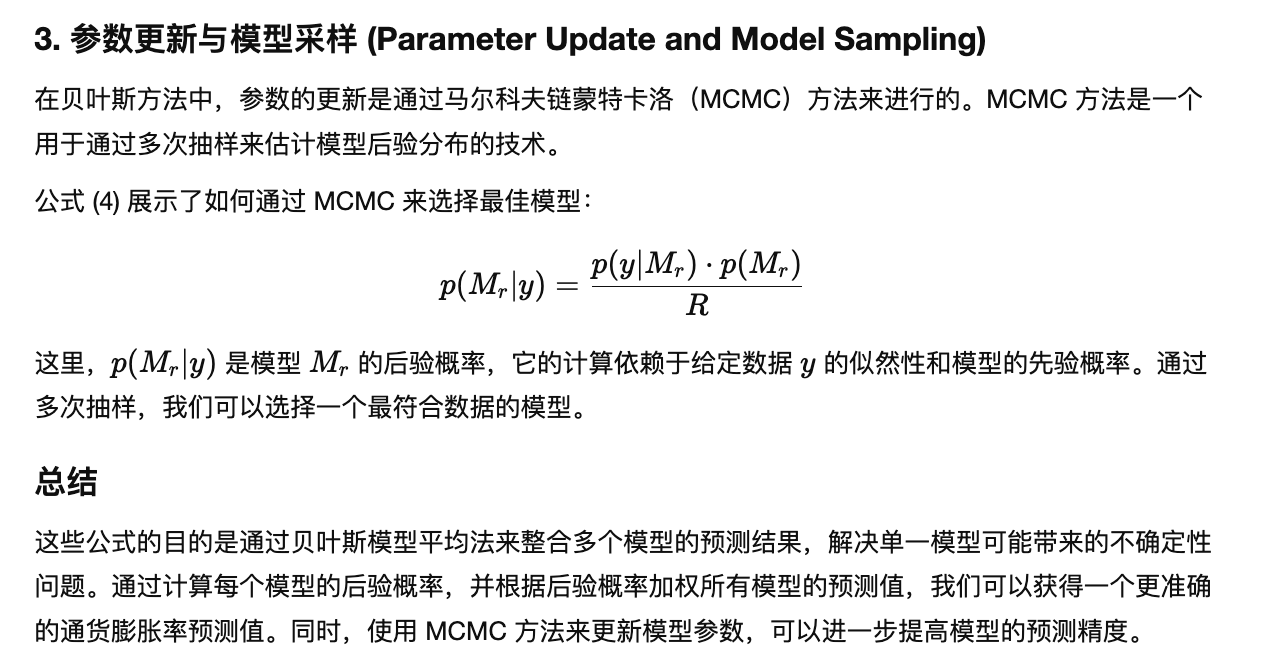 3. 参数更新与模型采样 (Parameter Update and Model Sampling)
在贝叶斯方法中，参数的更新是通过马尔科夫链蒙特卡洛（MCMC）方法来进行的。MCMC 方法是一个
用于通过多次抽样来估计模型后验分布的技术。
公式 (4) 展示了如何通过 MCMC 来选择最佳模型：
p(M_r|y) = \frac{p(y|M_r) · p(M_r)}{R}
这里，p(M_r|y) 是模型 M_r 的后验概率，它的计算依赖于给定数据 y 的似然性和模型的先验概率。通过
多次抽样，我们可以选择一个最符合数据的模型。
总结
这些公式的目的是通过贝叶斯模型平均法来整合多个模型的预测结果，解决单一模型可能带来的不确定性
问题。通过计算每个模型的后验概率，并根据后验概率加权所有模型的预测值，我们可以获得一个更准确
的通货膨胀率预测值。同时，使用 MCMC 方法来更新模型参数，可以进一步提高模型的预测精度。